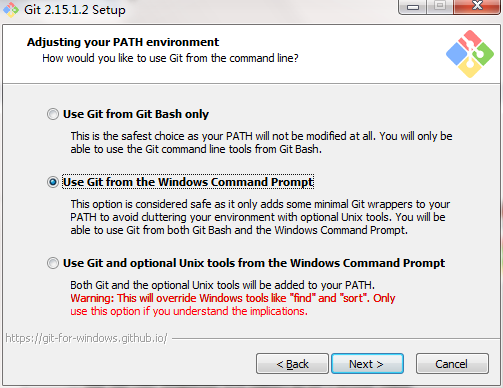 Git 2.15.1.2 Setup
Adjusting your PATH environment
How would you like to use Git from the command line?
Use Git from Git Bash only
This is the safest choice as your PATH will not be modified at all. You will only be
able to use the Git command line tools from Git Bash.
Use Git from the Windows Command Prompt
This option is considered safe as it only adds some minimal Git wrappers to your
PATH to avoid cluttering your environment with optional Unix tools. You will be
able to use Git from both Git Bash and the Windows Command Prompt.
Use Git and optional Unix tools from the Windows Command Prompt
Both Git and the optional Unix tools will be added to your PATH.
Warning: This will override Windows tools like "find" and "sort". Only
use this option if you understand the implications.
https://git-for-windows.github.io/
< Back Next > Cancel